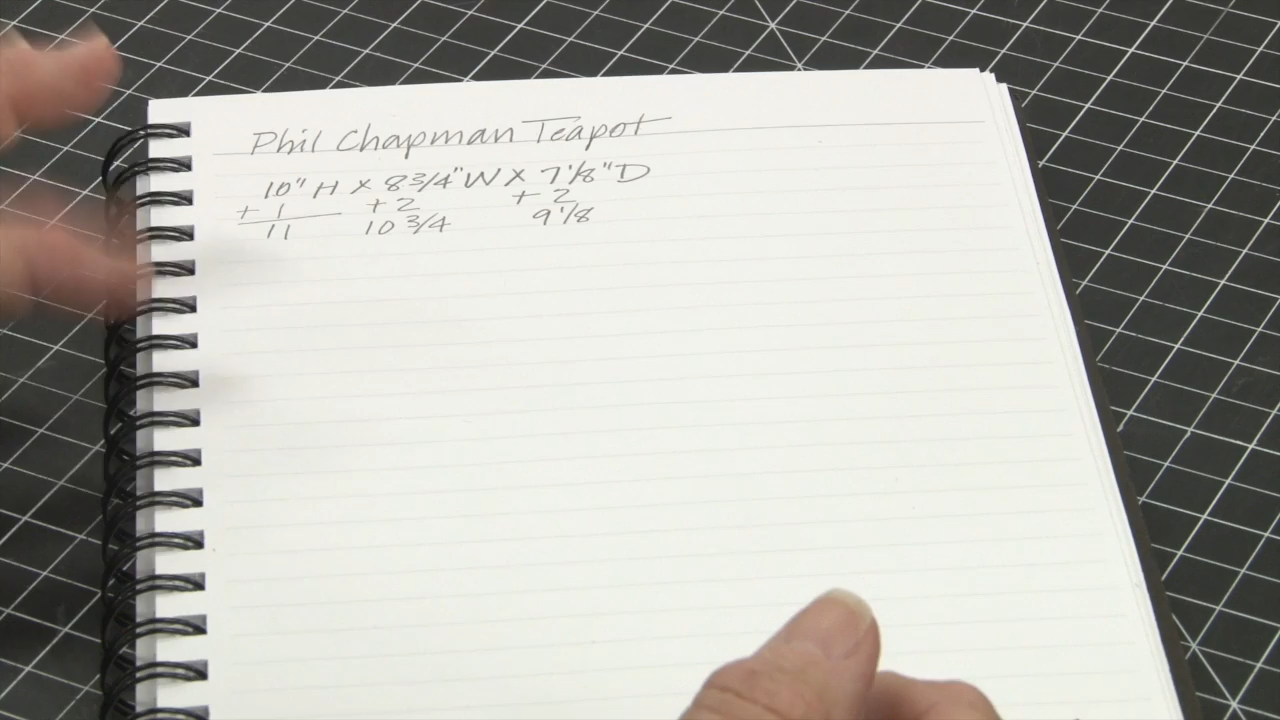 Phil Chapman Teapot
10" H x 8 3/4" W x 7 1/8" D
+ 1 + 2 + 2
11 10 3/4 9 1/8